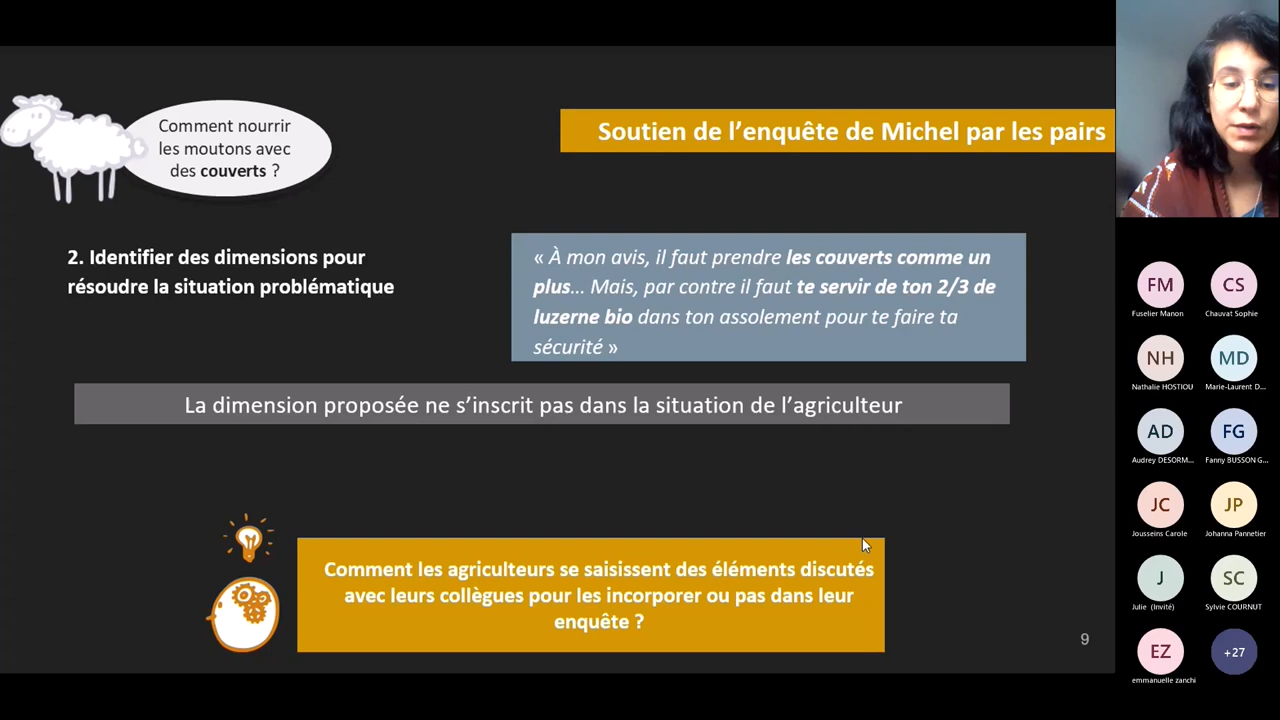 Comment nourrir
les moutons avec
des couverts ?
Soutien de l’enquête de Michel par les pairs
2. Identifier des dimensions pour
résoudre la situation problématique
« À mon avis, il faut prendre les couverts comme un
plus… Mais, par contre il faut te servir de ton 2/3 de
luzerne bio dans ton assolement pour te faire ta
sécurité »
La dimension proposée ne s’inscrit pas dans la situation de l’agriculteur
Comment les agriculteurs se saisissent des éléments discutés
avec leurs collègues pour les incorporer ou pas dans leur
enquête ?
9
FM
Fuselier Manon
CS
Chauvat Sophie
NH
Nathalie HOSTIOU
MD
Marie-Laurent D...
AD
Audrey DESORM...
FG
Fanny BUSSON G...
JC
Jousseins Carole
JP
Johanna Pannetier
J
Julie (Invité)
SC
Sylvie COURNUT
EZ
emmanuelle zanchi
+27